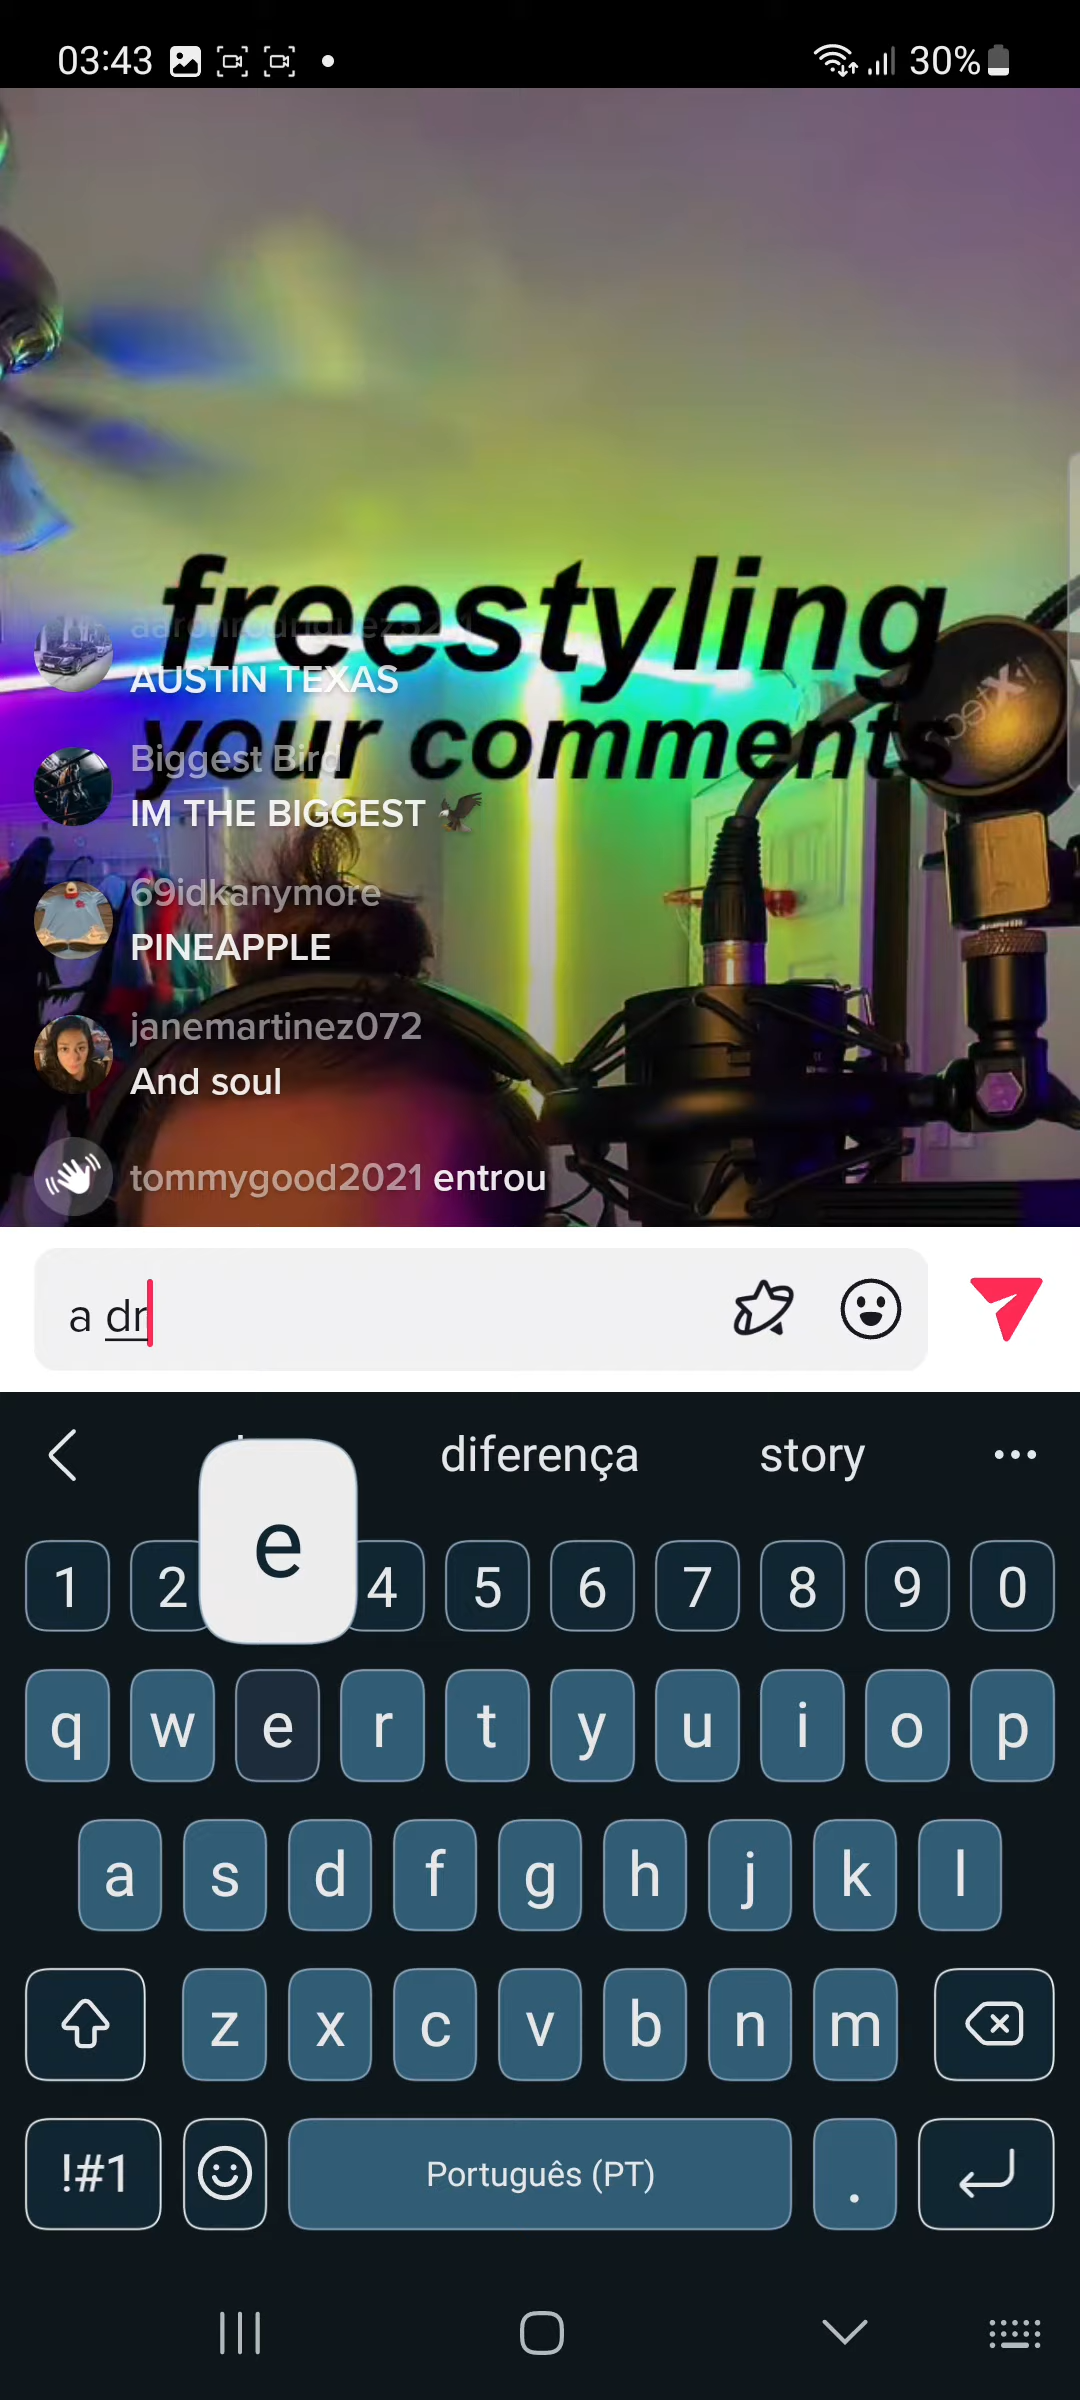 03:43
30%
freestyling
your comments
AUSTIN TEXAS
Biggest Bird
IM THE BIGGEST
69idkanymore
PINEAPPLE
janemartinez072
And soul
tommygood2021 entrou
a dr
diferença story
e
1 2 4 5 6 7 8 9 0
q w e r t y u i o p
a s d f g h j k l
z x c v b n m
!#1 Português (PT) .